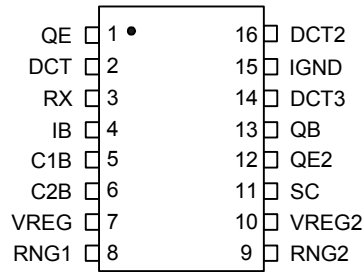 QE 1 16 DCT2
DCT 2 15 IGND
RX 3 14 DCT3
IB 4 13 QB
C1B 5 12 QE2
C2B 6 11 SC
VREG 7 10 VREG2
RNG1 8 9 RNG2